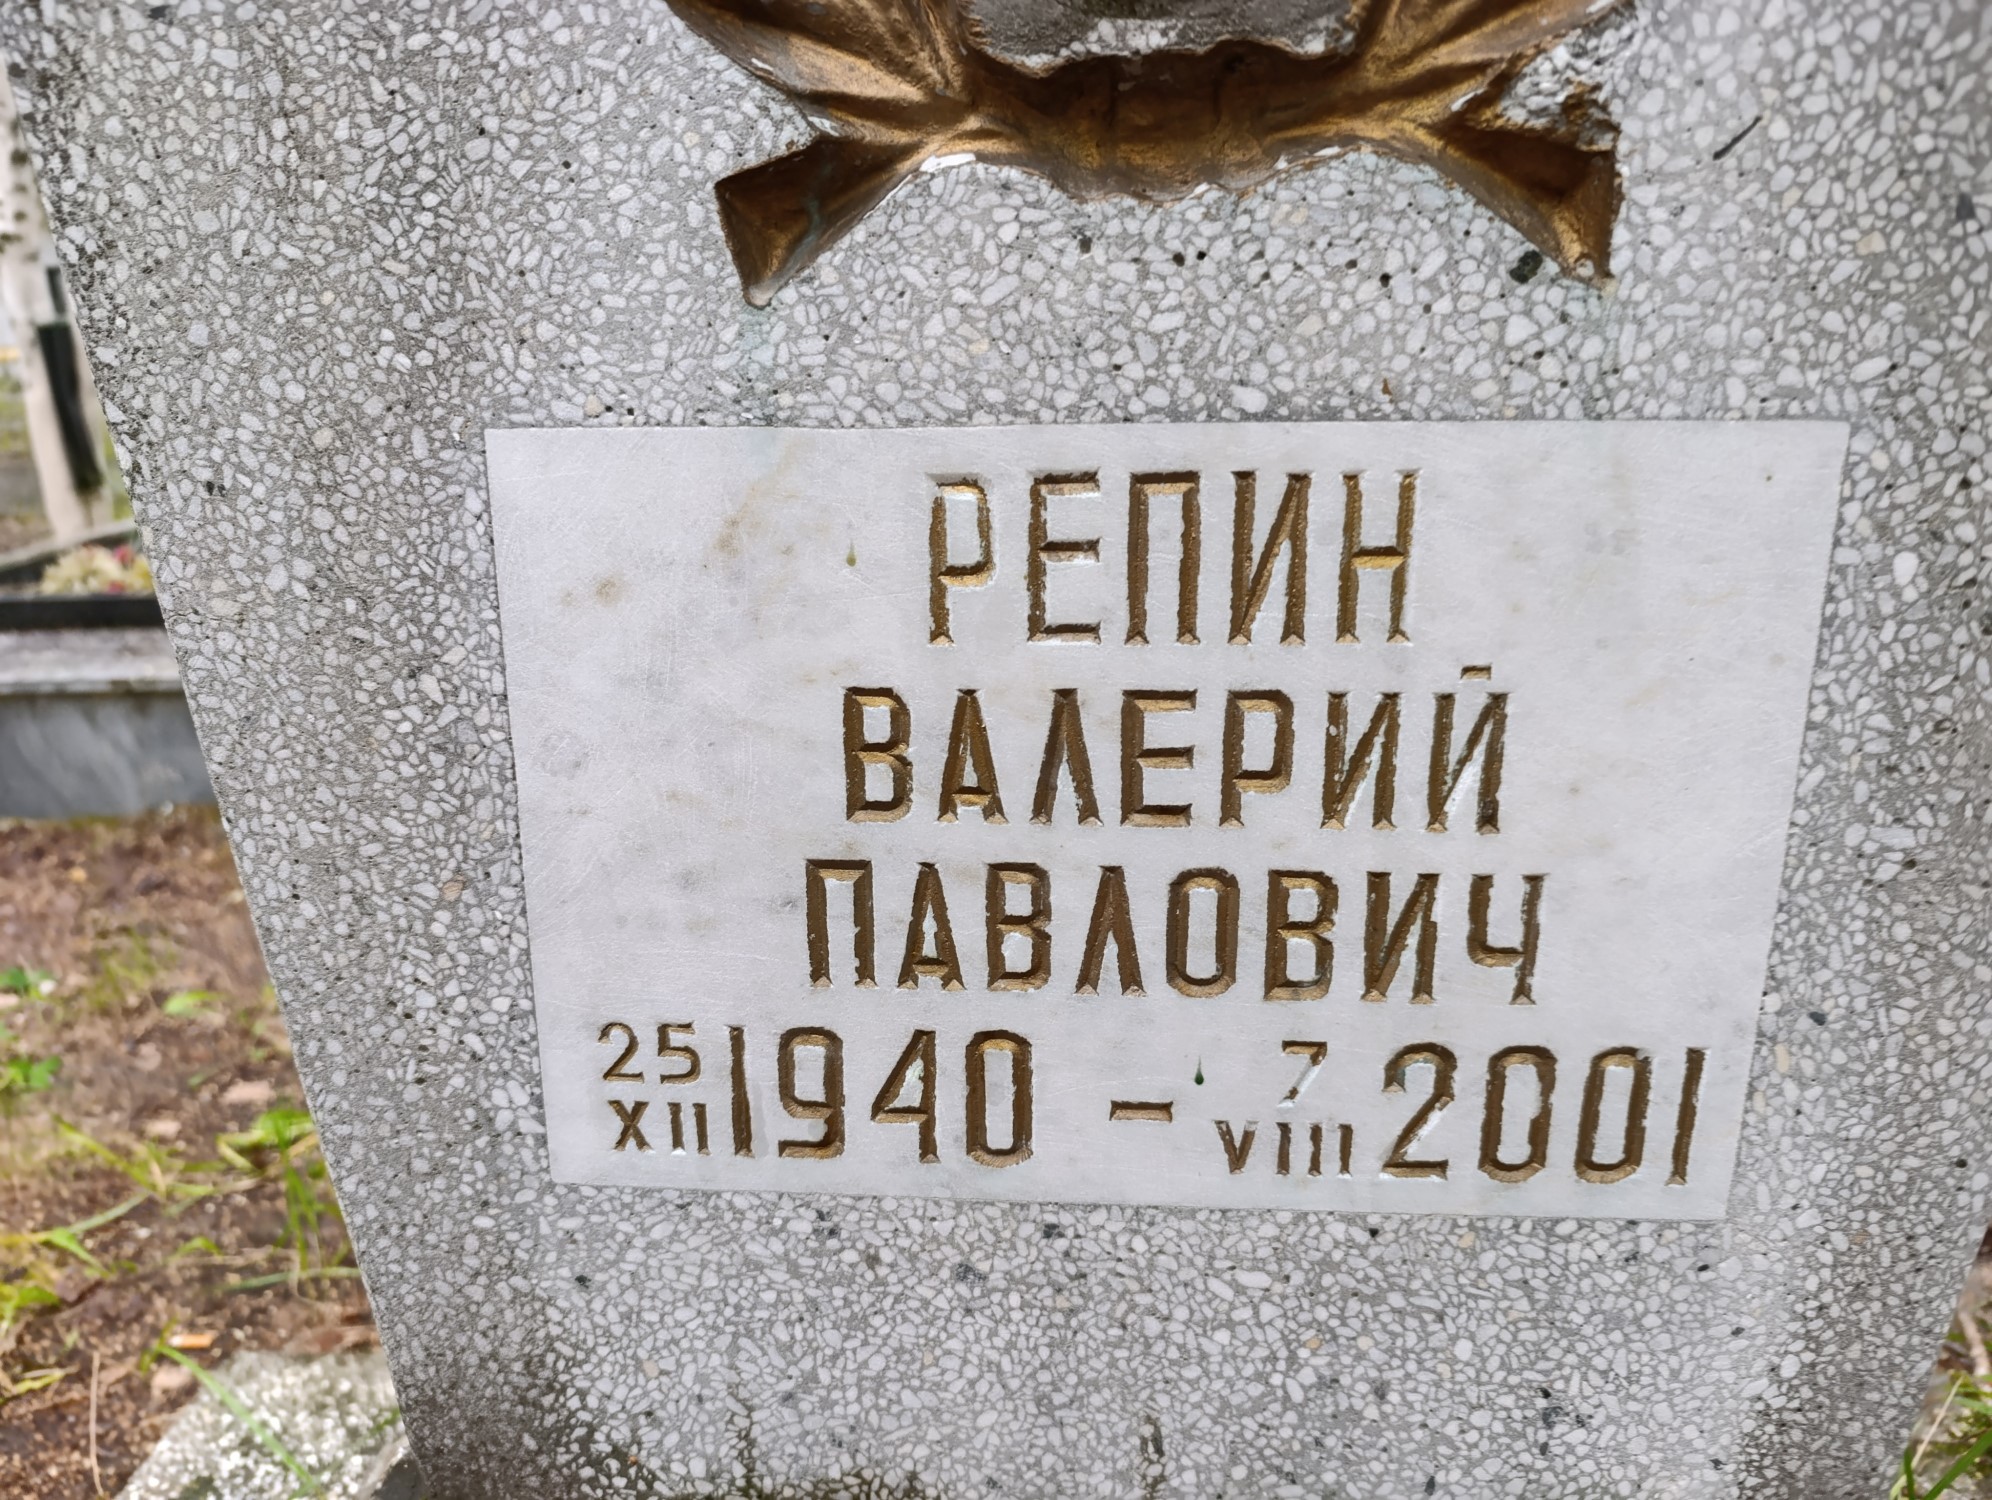 РЕПИН
ВАЛЕРИЙ
ПАВЛОВИЧ
25 XII 1940 - 7 VIII 2001